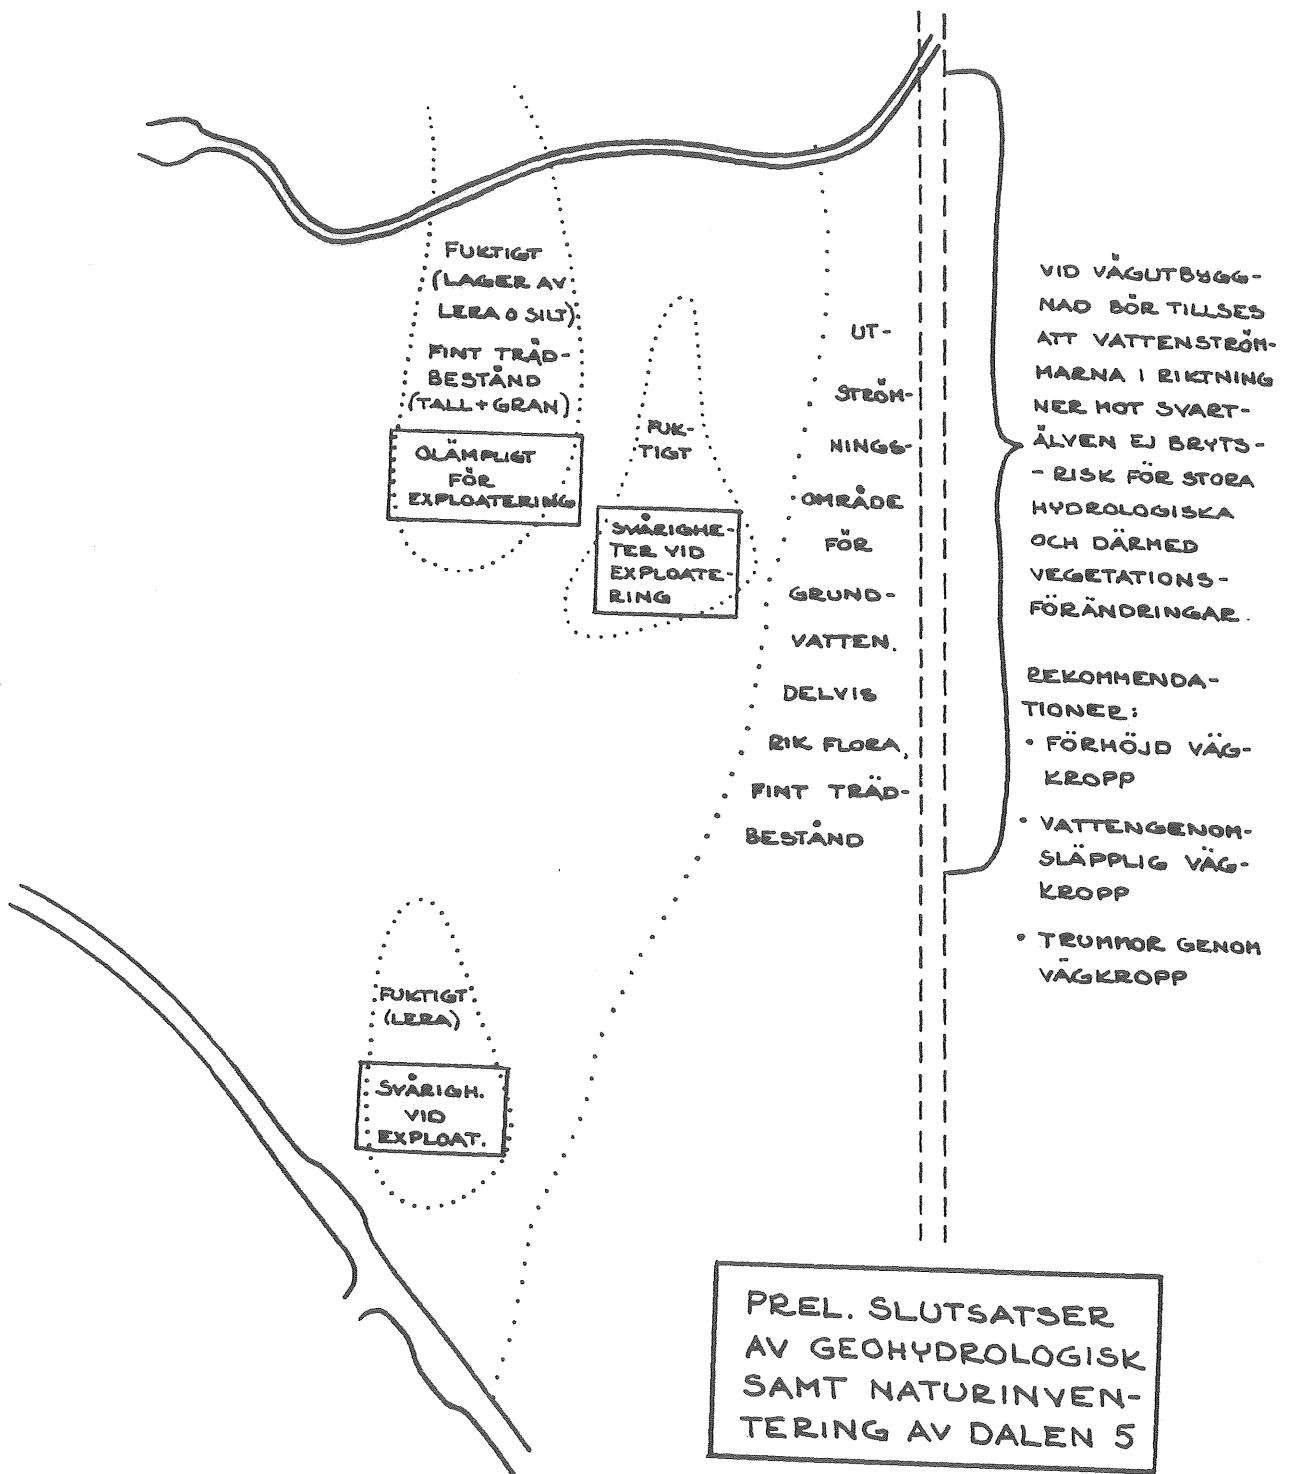 FUKTIGT
(LAGER AV
LERA O SILT)
FINT TRÄD-
BESTÅND
(TALL + GRAN)
OLÄMPLIGT
FÖR
EXPLOATERING
FUK-
TIGT
SVÅRIGHE-
TER VID
EXPLOATE-
RING
UT-
STRÖM-
NINGS-
OMRÅDE
FÖR
GRUND-
VATTEN.
DELVIS
RIK FLORA,
FINT TRÄD-
BESTÅND
VID VÄGUTBYGG-
NAD BÖR TILLSES
ATT VATTENSTRÖM-
MARNA I RIKTNING
NER MOT SVART-
ÄLVEN EJ BRYTS -
- RISK FÖR STORA
HYDROLOGISKA
OCH DÄRMED
VEGETATIONS-
FÖRÄNDRINGAR.
REKOMMENDA-
TIONER:
• FÖRHÖJD VÄG-
KROPP
• VATTENGENOM-
SLÄPPLIG VÄG-
KROPP
• TRUMMOR GENOM
VÄGKROPP
FUKTIGT
(LERA)
SVÅRIGH.
VID
EXPLOAT.
PREL. SLUTSATSER
AV GEOHYDROLOGISK
SAMT NATURINVEN-
TERING AV DALEN 5